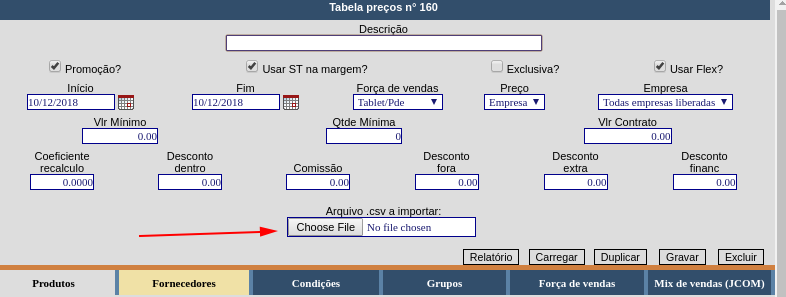 Tabela preços n° 160
Descrição
Promoção? Usar ST na margem? Exclusiva? Usar Flex?
Início Fim Força de vendas Preço Empresa
10/12/2018 10/12/2018 Tablet/Pde Empresa Todas empresas liberadas
Vlr Mínimo Qtde Mínima Vlr Contrato
0.00 0 0.00
Coeficiente Desconto Desconto Desconto Desconto
recalculo dentro Comissão fora extra financ
0.0000 0.00 0.00 0.00 0.00 0.00
Arquivo .csv a importar:
Choose File No file chosen
Relatório Carregar Duplicar Gravar Excluir
Produtos Fornecedores Condições Grupos Força de vendas Mix de vendas (JCOM)